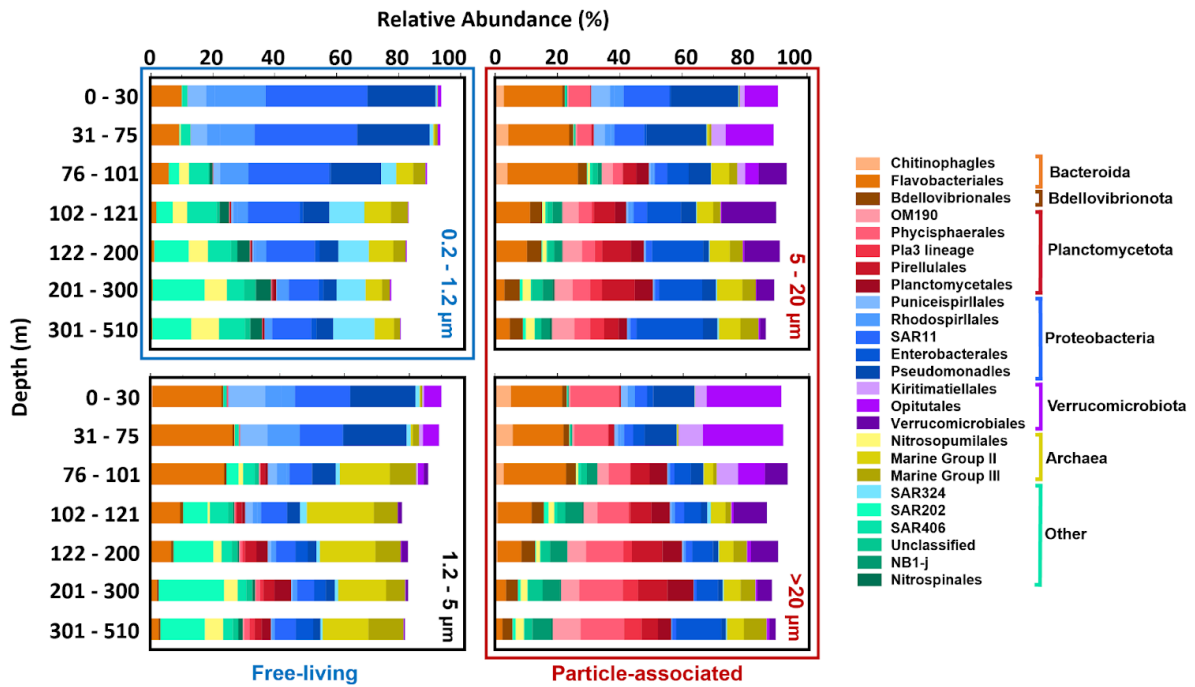 Relative Abundance (%)
0 20 40 60 80 100 0 20 40 60 80 100
0 - 30
31 - 75
76 - 101
102 - 121
122 - 200
201 - 300
301 - 510
0.2 - 1.2 µm
5 - 20 µm
Depth (m)
0 - 30
31 - 75
76 - 101
102 - 121
122 - 200
201 - 300
301 - 510
1.2 - 5 µm
>20 µm
Free-living
Particle-associated
Chitinophagles
Flavobacteriales
Bacteroida
Bdellovibrionales
Bdellovibrionota
OM190
Phycisphaerales
Pla3 lineage
Pirellulales
Planctomycetales
Planctomycetota
Puniceispirllales
Rhodospirllales
SAR11
Enterobacterales
Pseudomonadles
Proteobacteria
Kiritimatiellales
Opitutales
Verrucomicrobiales
Verrucomicrobiota
Nitrosopumilales
Marine Group II
Marine Group III
Archaea
SAR324
SAR202
SAR406
Unclassified
NB1-j
Nitrospinales
Other